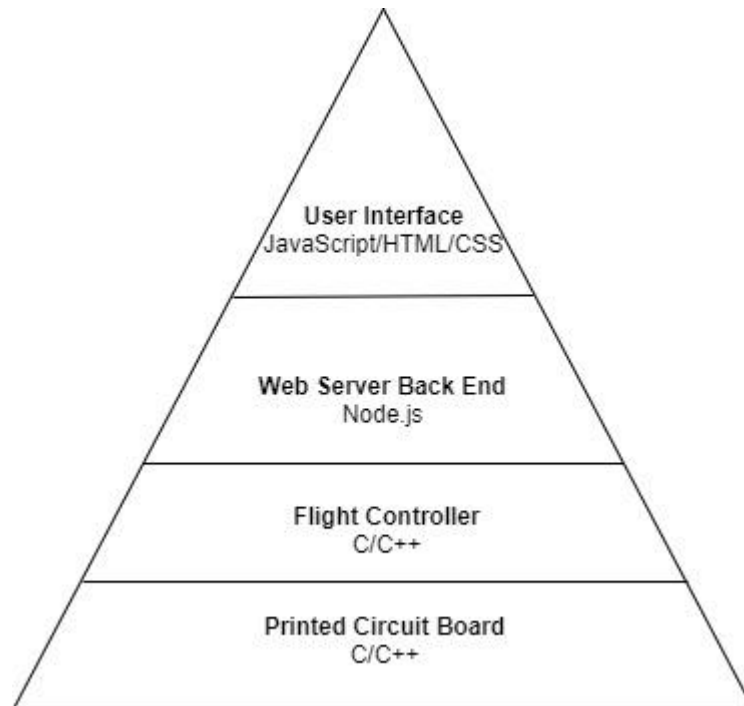 User Interface
JavaScript/HTML/CSS
Web Server Back End
Node.js
Flight Controller
C/C++
Printed Circuit Board
C/C++